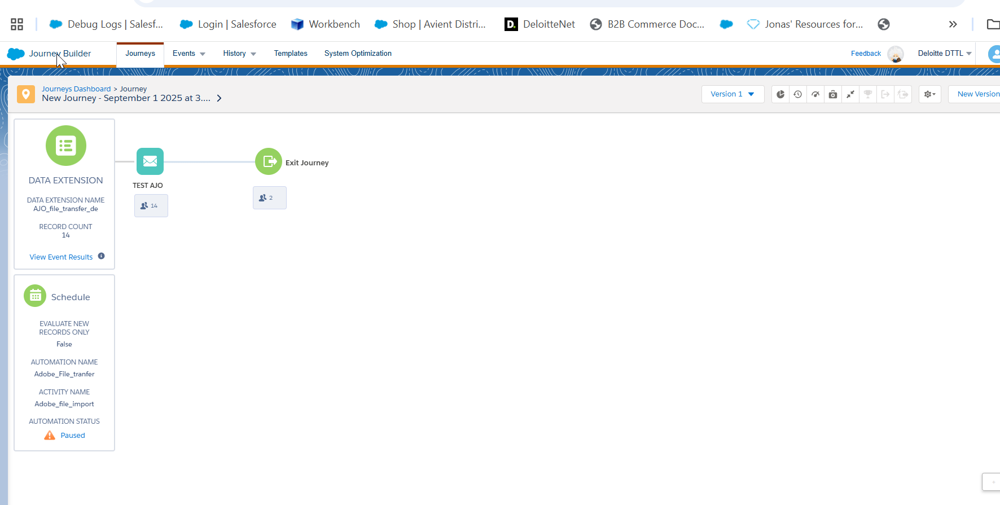 Debug Logs | Salesf...
Login | Salesforce
Workbench
Shop | Avient Distri...
D.
DeloitteNet
B2B Commerce Doc...
Jonas' Resources for...
Journey Builder
Journeys
Events
History
Templates
System Optimization
Feedback
Deloitte DTTL
Journeys Dashboard > Journey
New Journey - September 1 2025 at 3....
Version 1
New Version
DATA EXTENSION
DATA EXTENSION NAME
AJO_file_transfer_de
RECORD COUNT
14
View Event Results
TEST AJO
14
Exit Journey
2
Schedule
EVALUATE NEW
RECORDS ONLY
False
AUTOMATION NAME
Adobe_File_tranfer
ACTIVITY NAME
Adobe_file_import
AUTOMATION STATUS
Paused